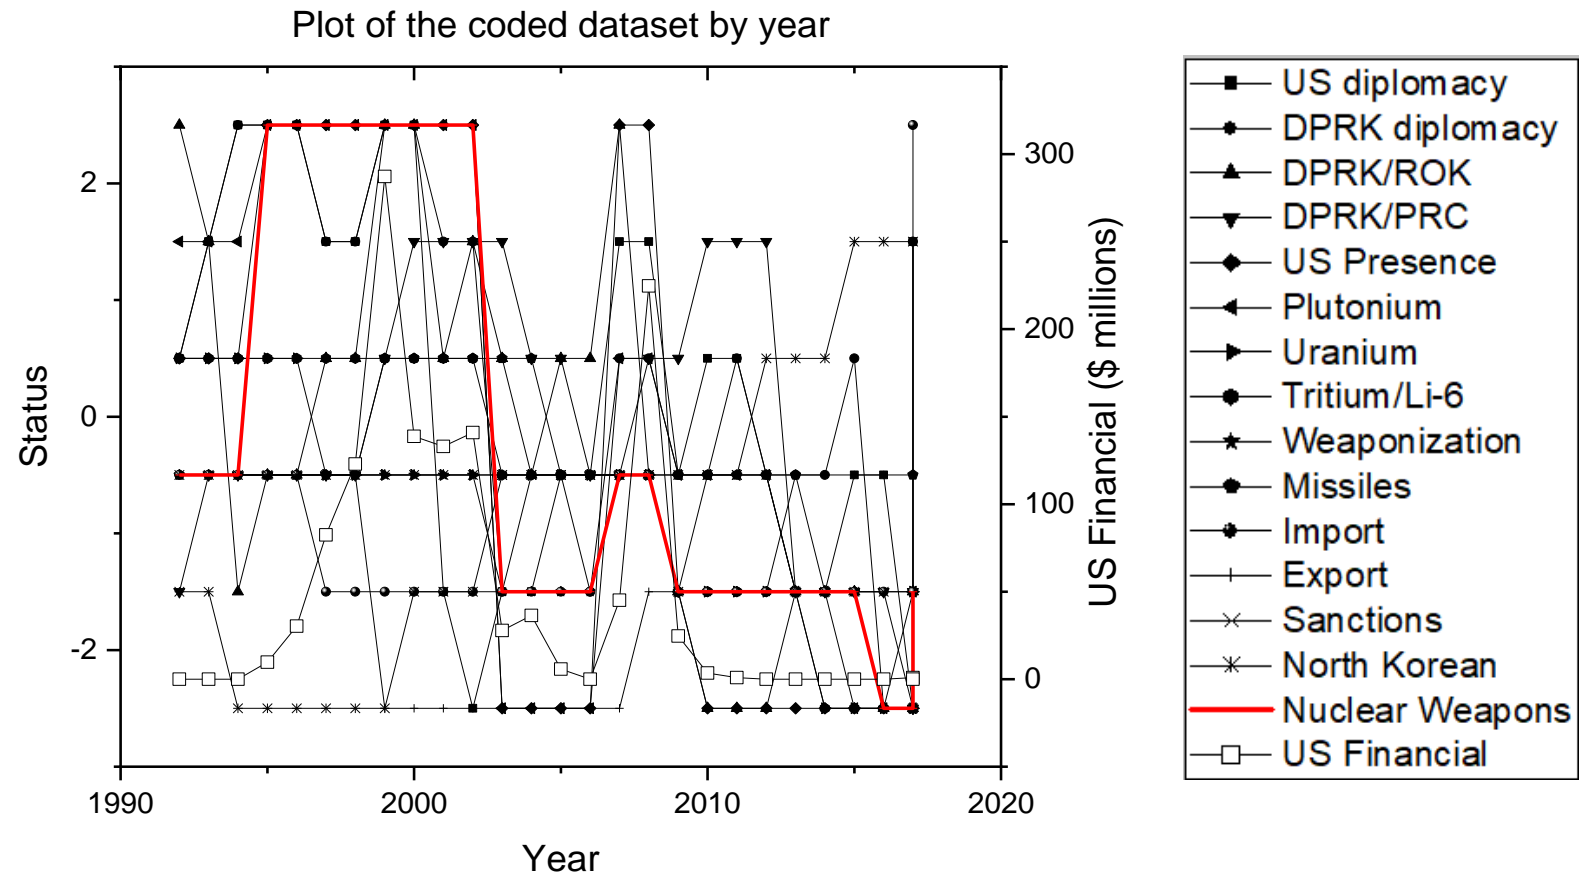 Plot of the coded dataset by year
2
0
-2
Status
300
200
100
0
US Financial ($ millions)
1990
2000
2010
2020
Year
US diplomacy
DPRK diplomacy
DPRK/ROK
DPRK/PRC
US Presence
Plutonium
Uranium
Tritium/Li-6
Weaponization
Missiles
Import
Export
Sanctions
North Korean
Nuclear Weapons
US Financial